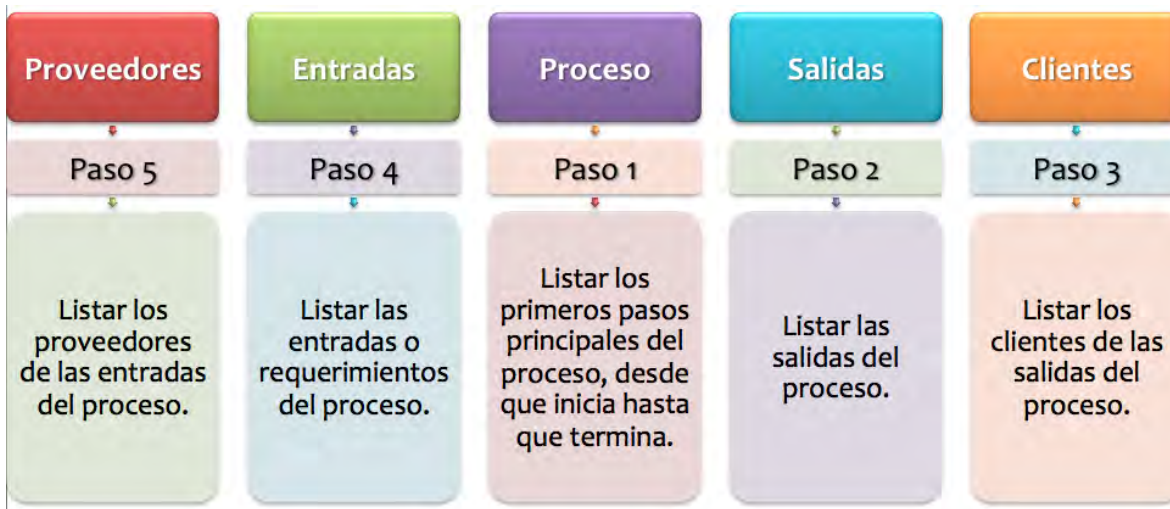 Proveedores
Paso 5
Listar los
proveedores
de las entradas
del proceso.
Entradas
Paso 4
Listar las
entradas o
requerimientos
del proceso.
Proceso
Paso 1
Listar los
primeros pasos
principales del
proceso, desde
que inicia hasta
que termina.
Salidas
Paso 2
Listar las
salidas del
proceso.
Clientes
Paso 3
Listar los
clientes de las
salidas del
proceso.